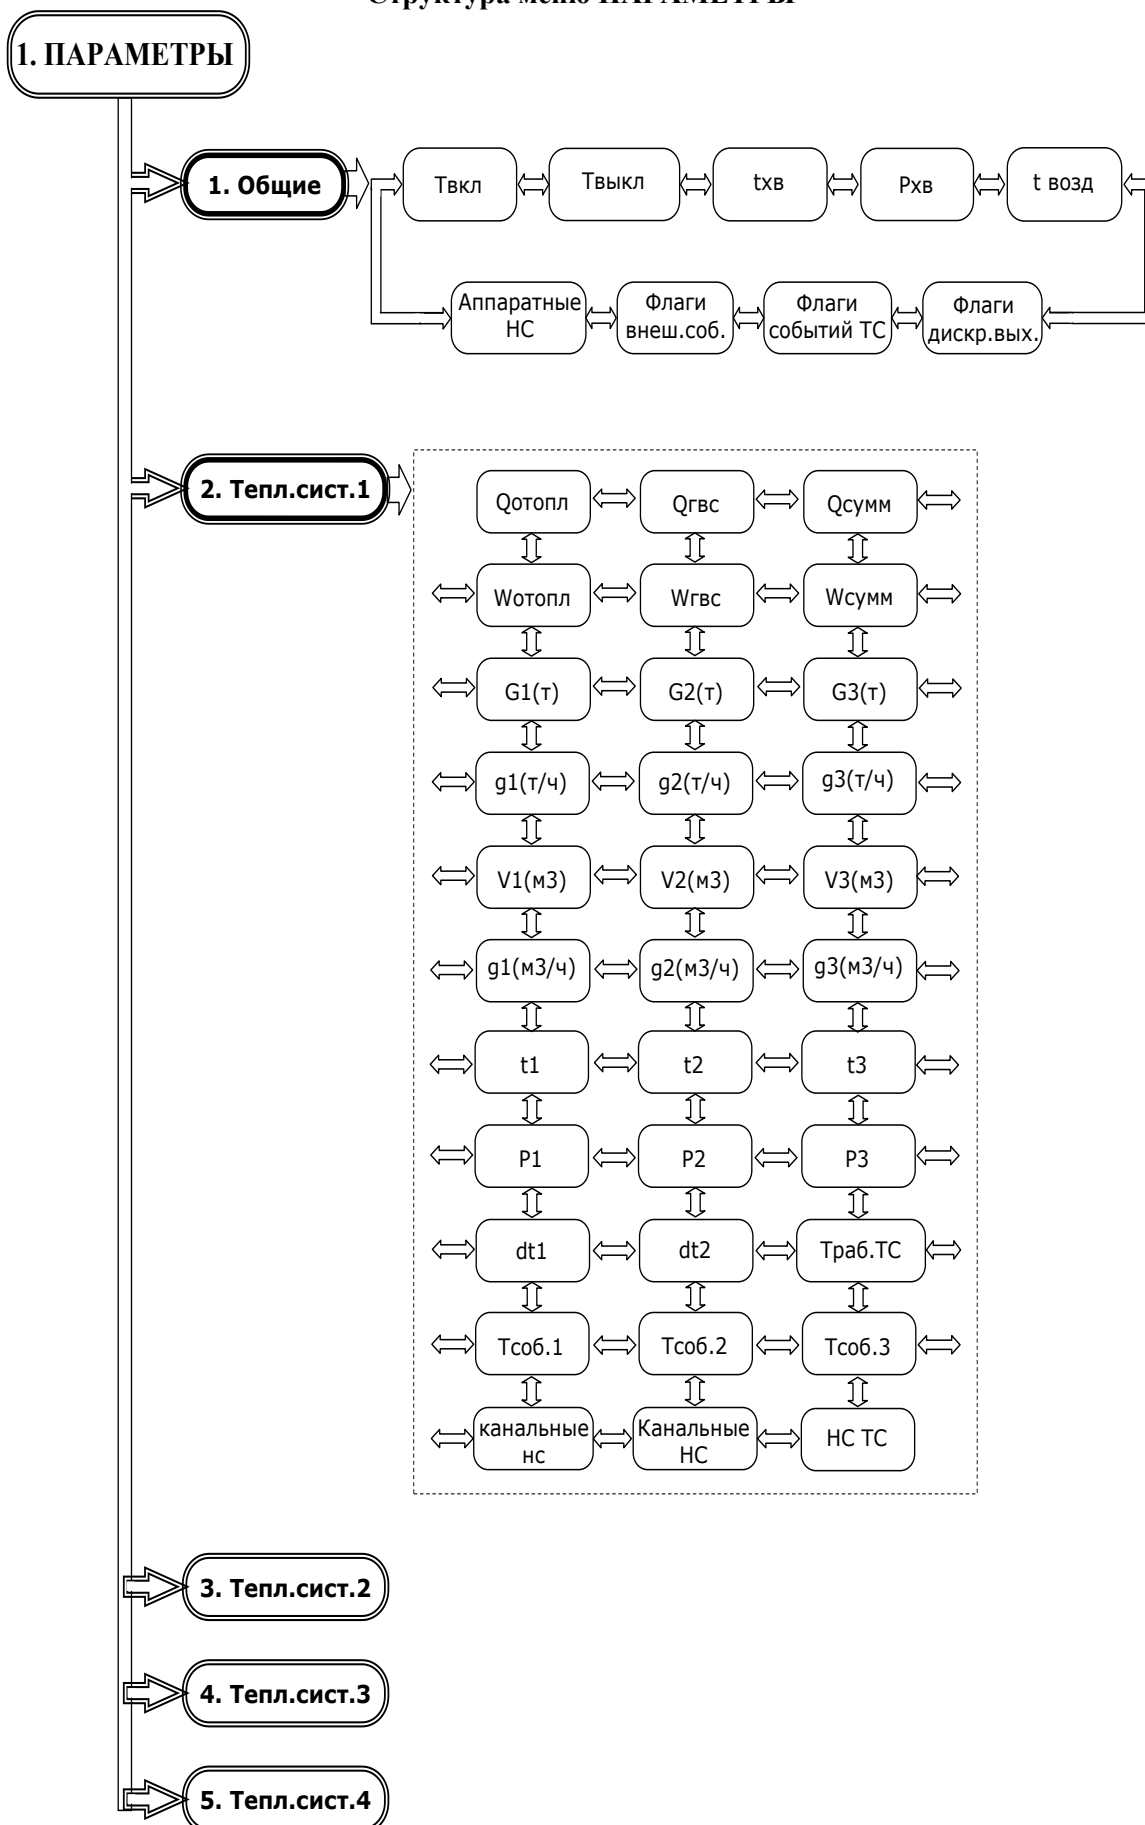 Структура меню ПАРАМЕТРЫ
1. ПАРАМЕТРЫ
1. Общие
Твкл
Твыкл
tхв
Рхв
t возд
Аппаратные
НС
Флаги
внеш.соб.
Флаги
событий ТС
Флаги
дискр.вых.
2. Тепл.сист.1
Qотопл
Qгвс
Qсумм
Wотопл
Wгвс
Wсумм
G1(т)
G2(т)
G3(т)
g1(т/ч)
g2(т/ч)
g3(т/ч)
V1(м3)
V2(м3)
V3(м3)
g1(м3/ч)
g2(м3/ч)
g3(м3/ч)
t1
t2
t3
P1
P2
P3
dt1
dt2
Траб.ТС
Тсоб.1
Тсоб.2
Тсоб.3
канальные
нс
Канальные
НС
НС ТС
3. Тепл.сист.2
4. Тепл.сист.3
5. Тепл.сист.4